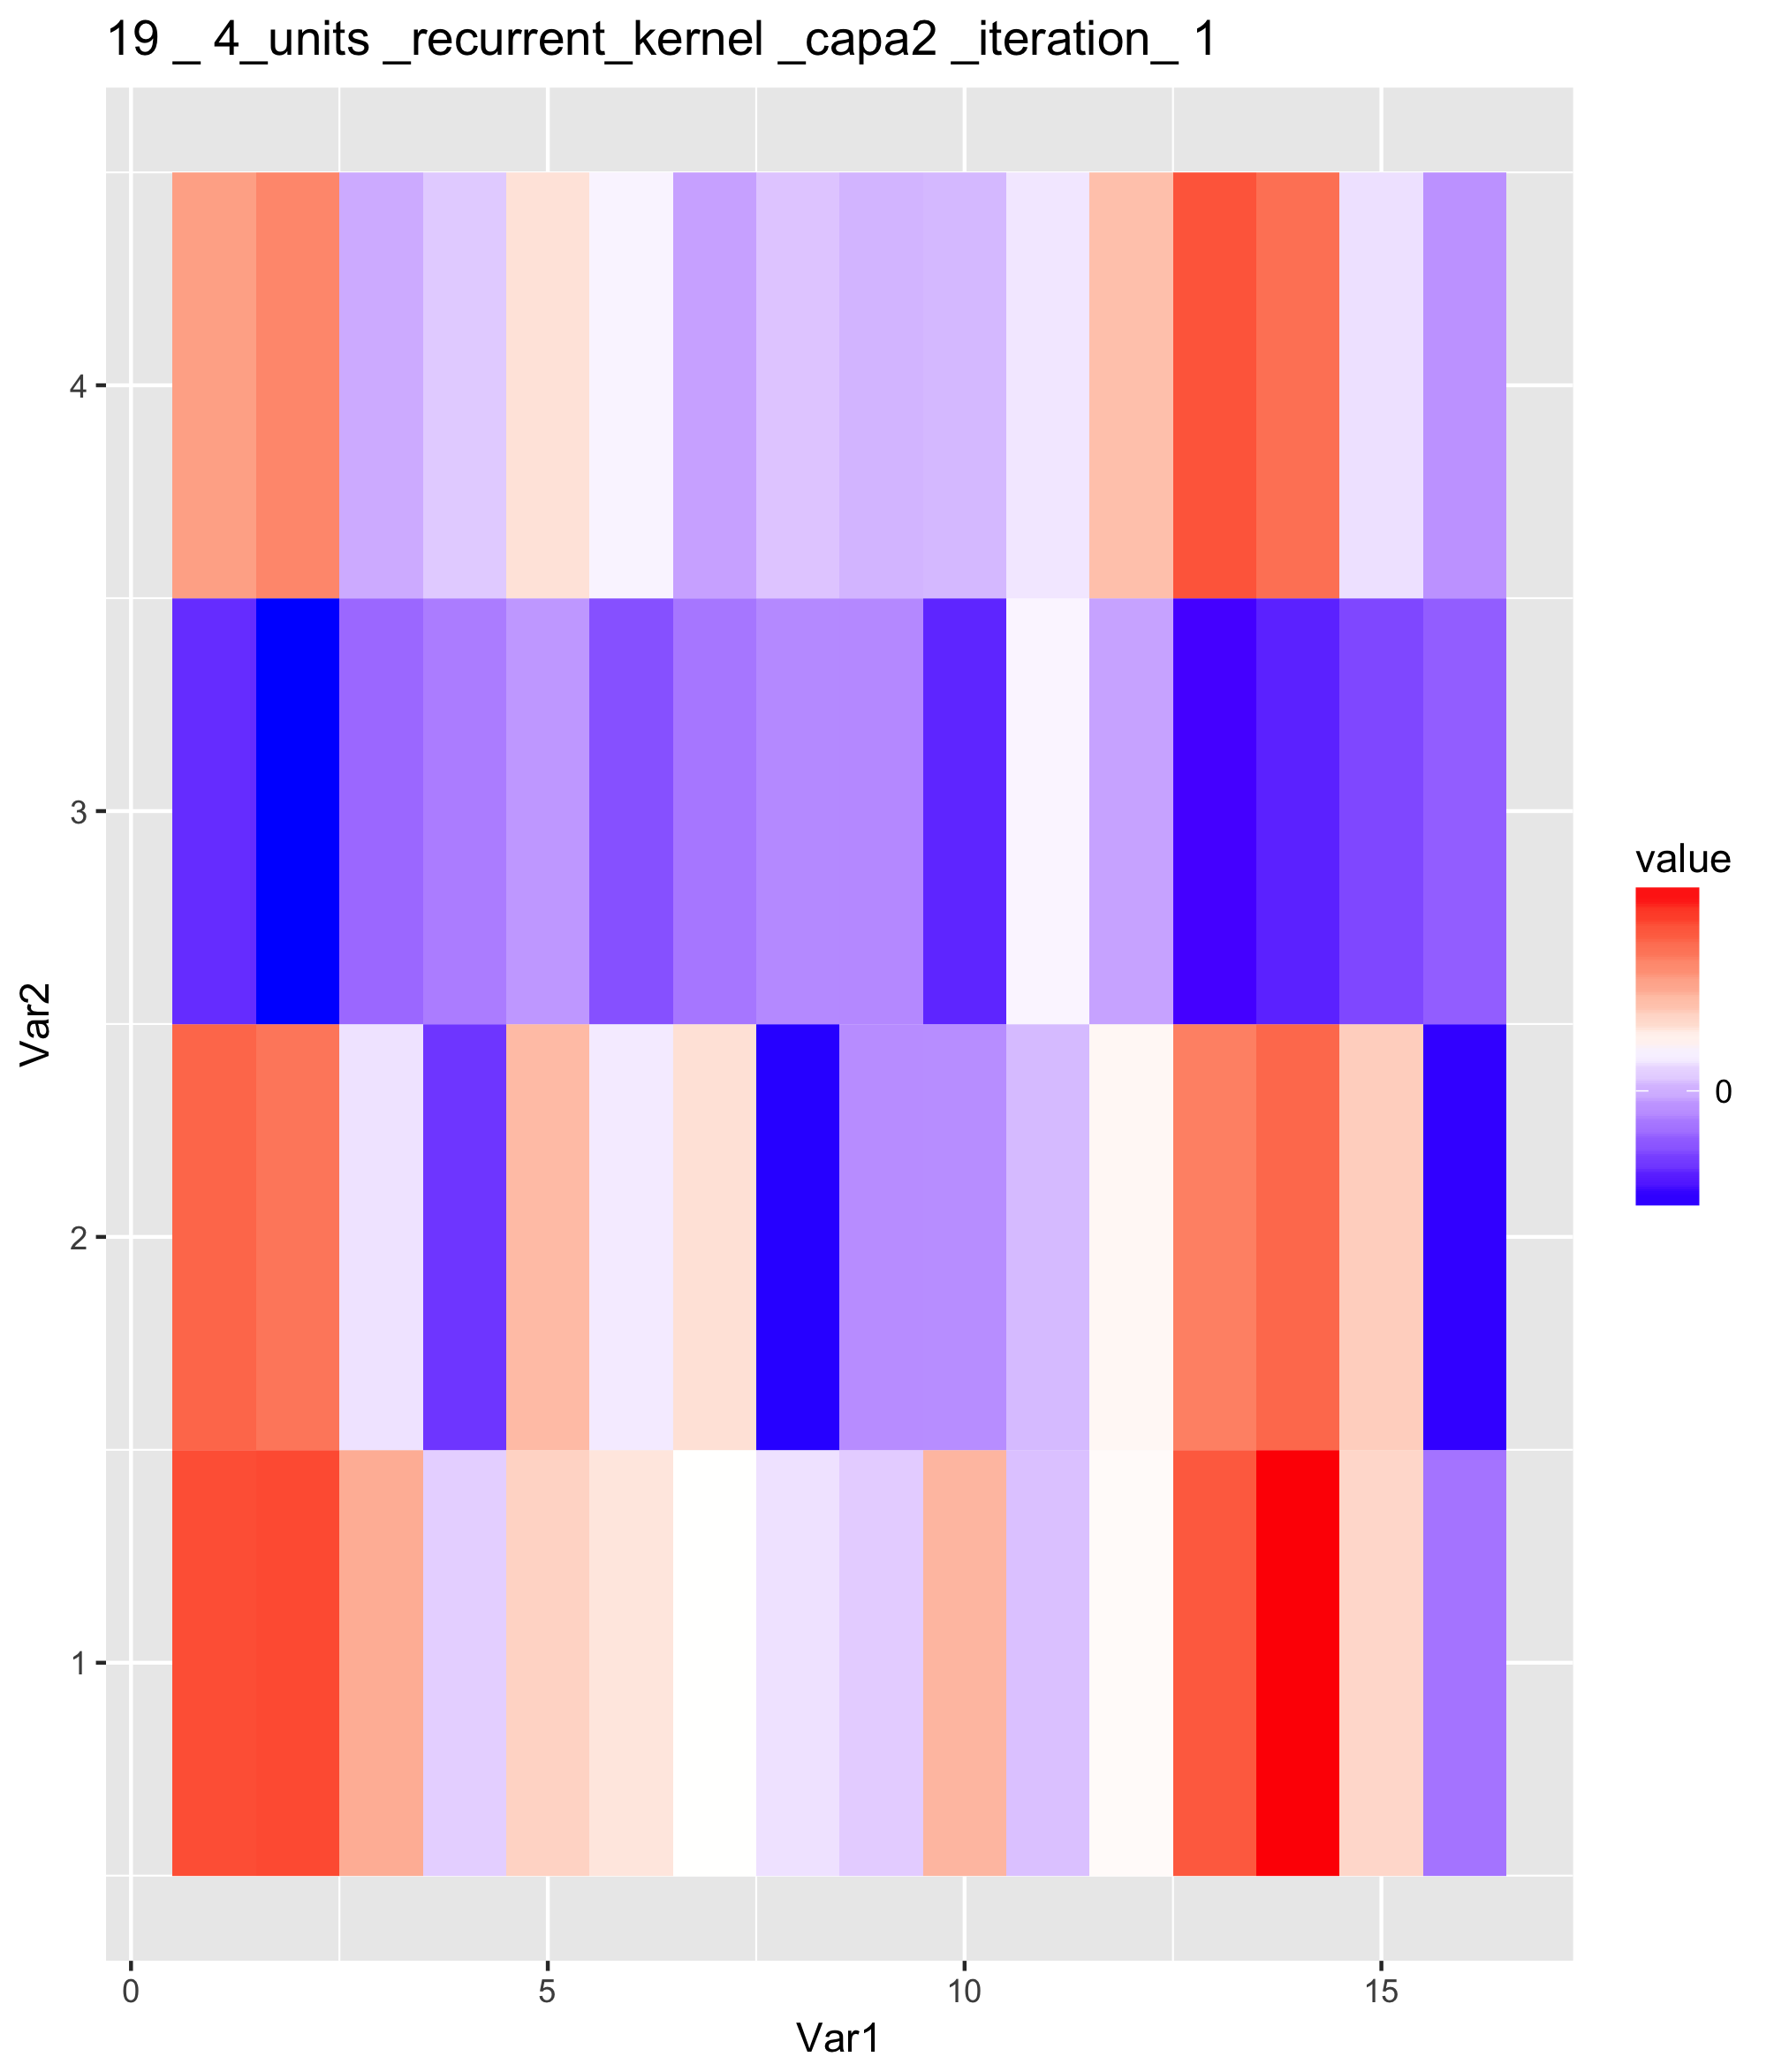 19 _ 4_units _recurrent_kernel _capa2 _iteration_ 1
4
3
2
1
Var2
0
5
10
15
Var1
value
0